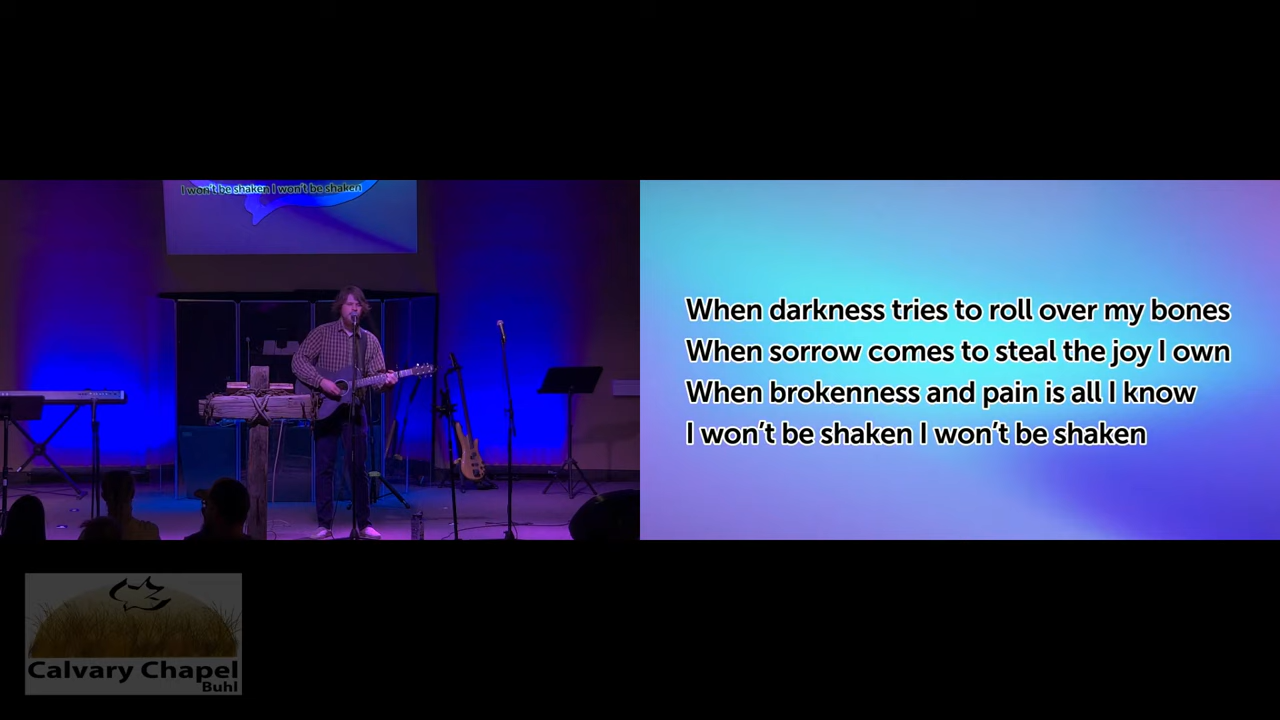 I won't be shaken I won't be shaken
When darkness tries to roll over my bones
When sorrow comes to steal the joy I own
When brokenness and pain is all I know
I won't be shaken I won't be shaken
Calvary Chapel
Buhl